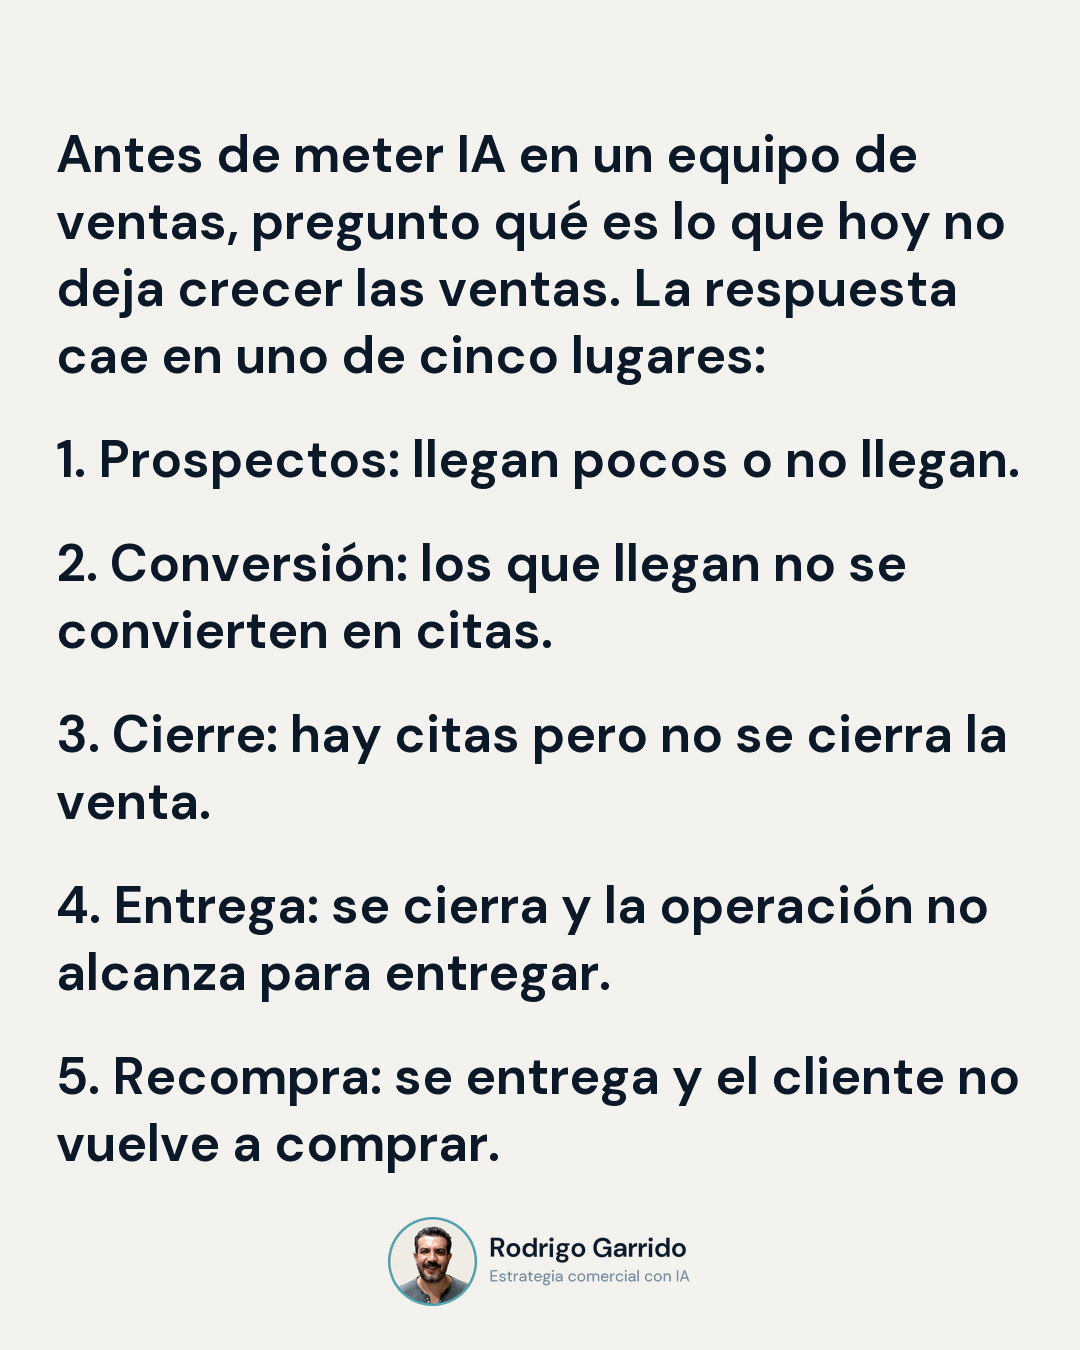 Antes de meter IA en un equipo de
ventas, pregunto qué es lo que hoy no
deja crecer las ventas. La respuesta
cae en uno de cinco lugares:
1. Prospectos: llegan pocos o no llegan.
2. Conversión: los que llegan no se
convierten en citas.
3. Cierre: hay citas pero no se cierra la
venta.
4. Entrega: se cierra y la operación no
alcanza para entregar.
5. Recompra: se entrega y el cliente no
vuelve a comprar.
Rodrigo Garrido
Estrategia comercial con IA